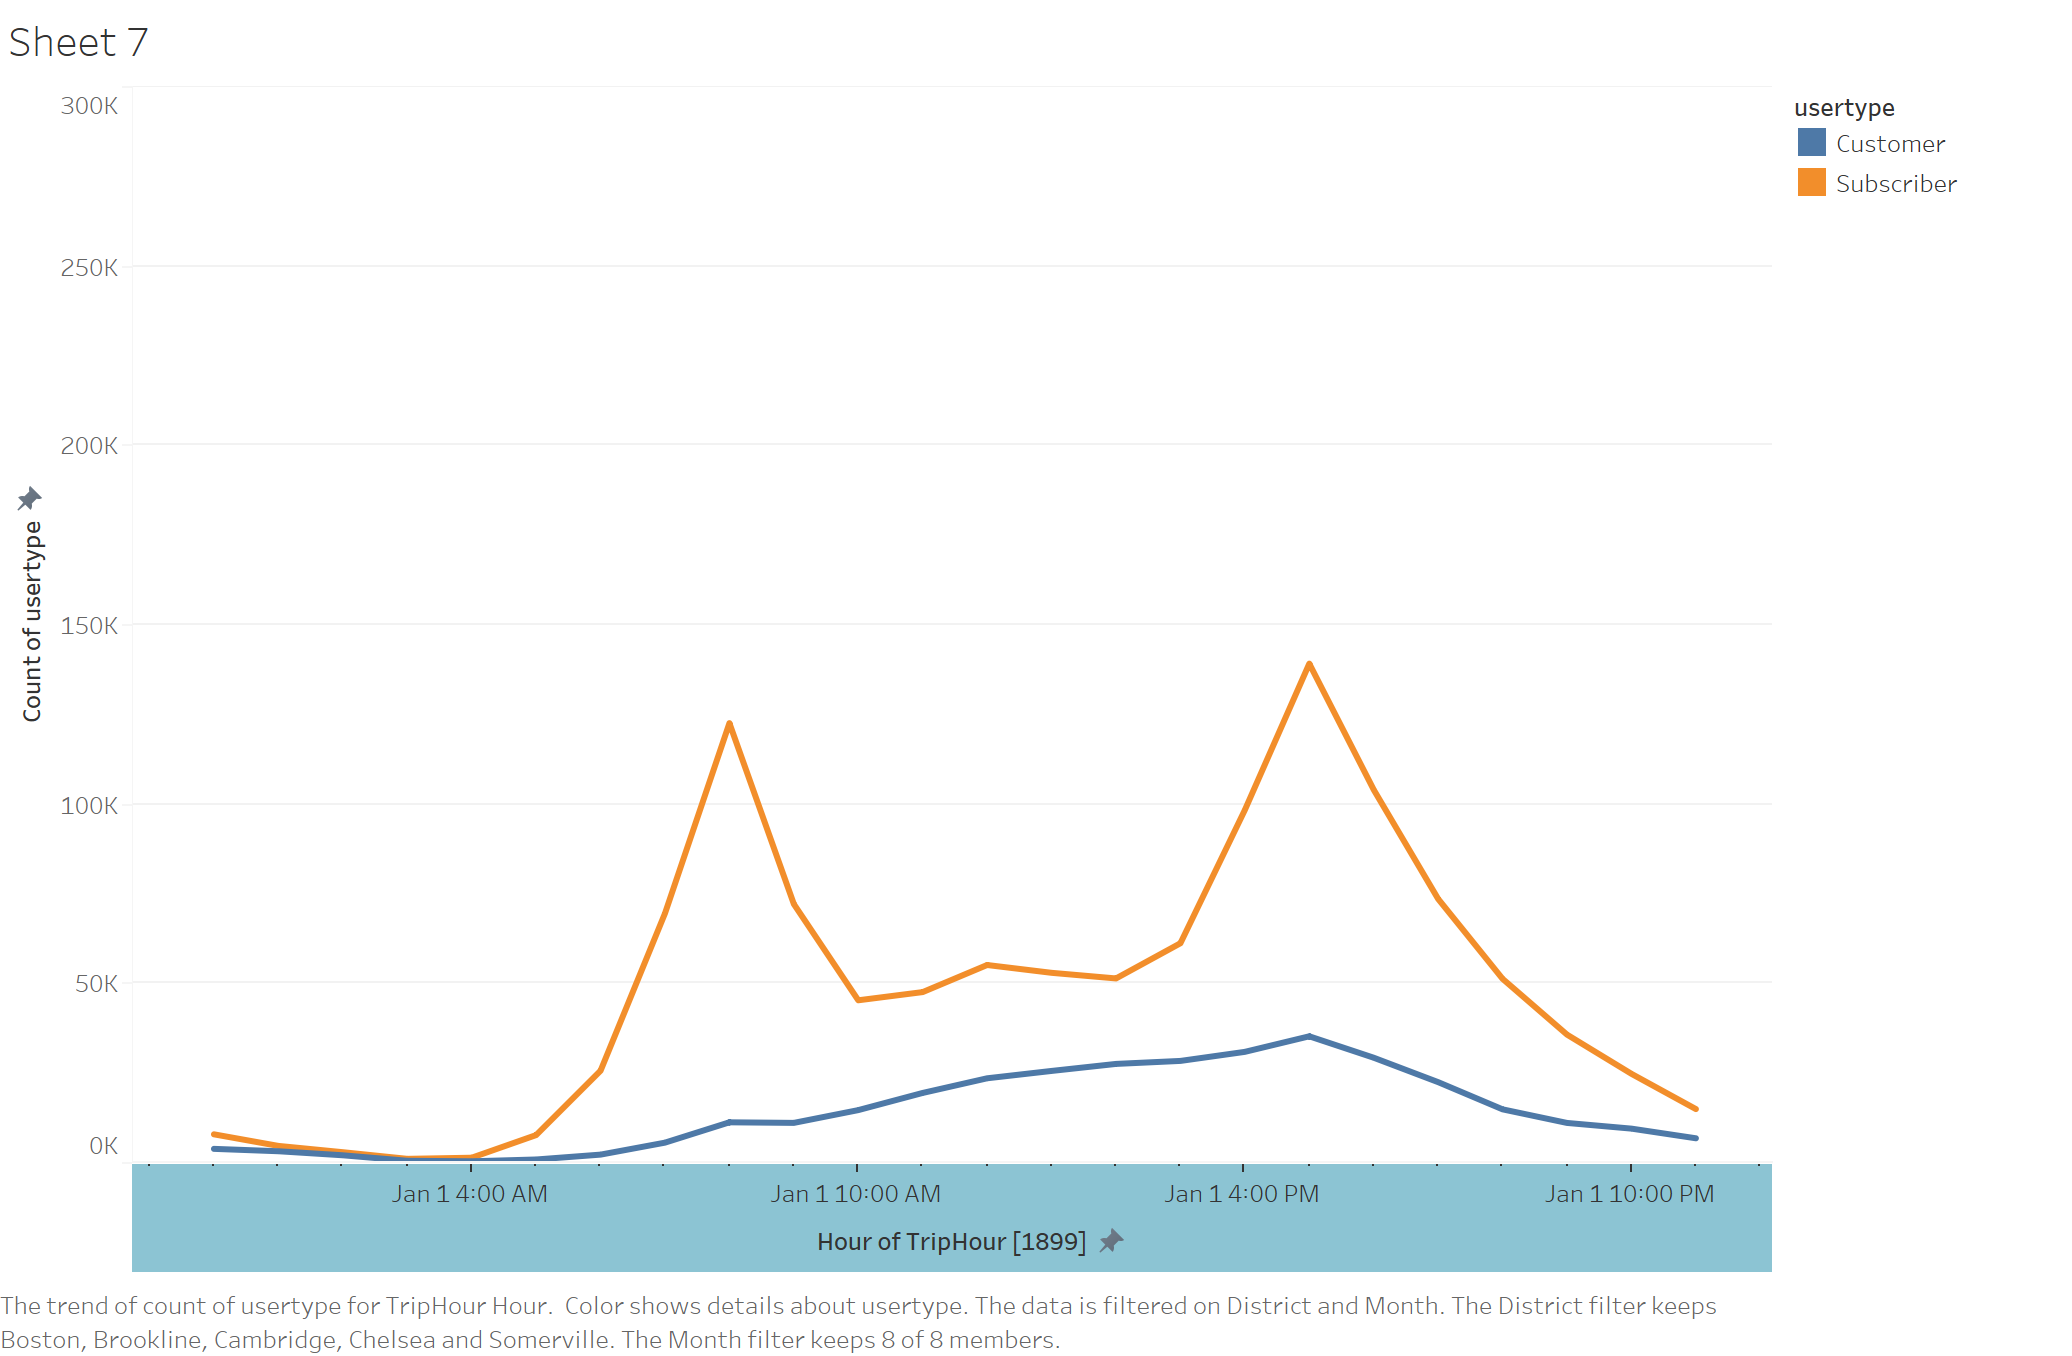 Sheet 7
300K
250K
200K
150K
100K
50K
0K
Count of usertype
usertype
Customer
Subscriber
Jan 1 4:00 AM
Jan 1 10:00 AM
Jan 1 4:00 PM
Jan 1 10:00 PM
Hour of TripHour [1899]
The trend of count of usertype for TripHour Hour.  Color shows details about usertype. The data is filtered on District and Month. The District filter keeps
Boston, Brookline, Cambridge, Chelsea and Somerville. The Month filter keeps 8 of 8 members.